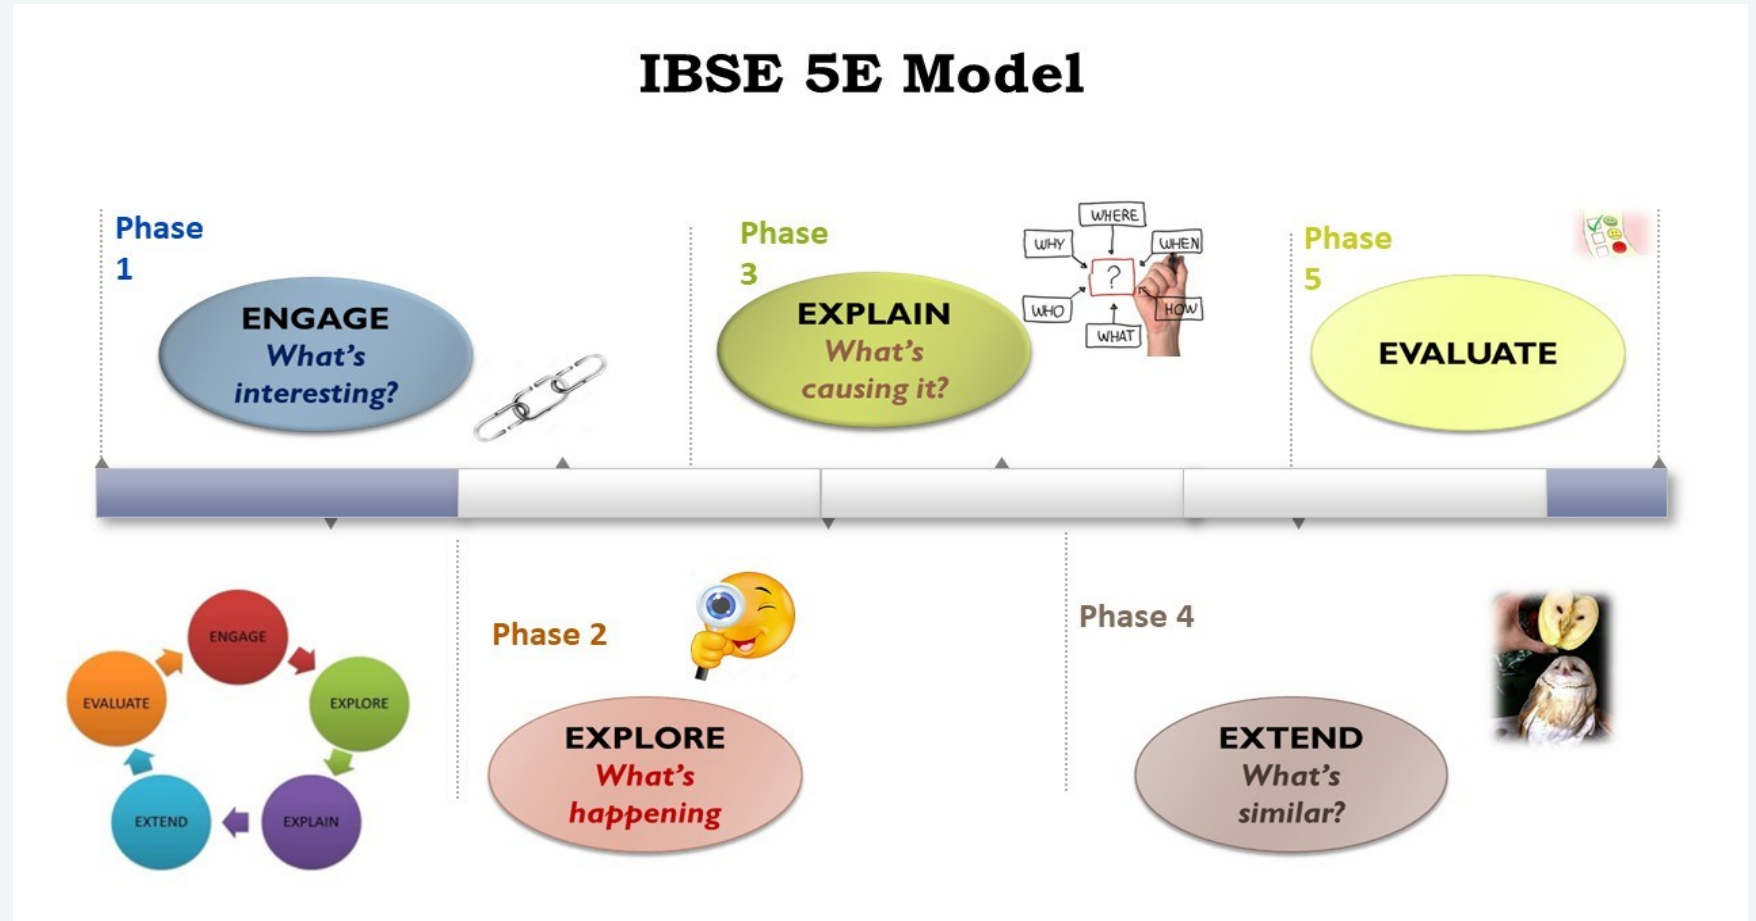 IBSE 5E Model
Phase
1
ENGAGE
What's
interesting?
Phase
3
EXPLAIN
What's
causing it?
WHERE
WHY
WHEN
?
WHO
HOW
WHAT
Phase
5
EVALUATE
ENGAGE
EVALUATE
EXPLORE
EXTEND
EXPLAIN
Phase 2
EXPLORE
What's
happening
Phase 4
EXTEND
What's
similar?